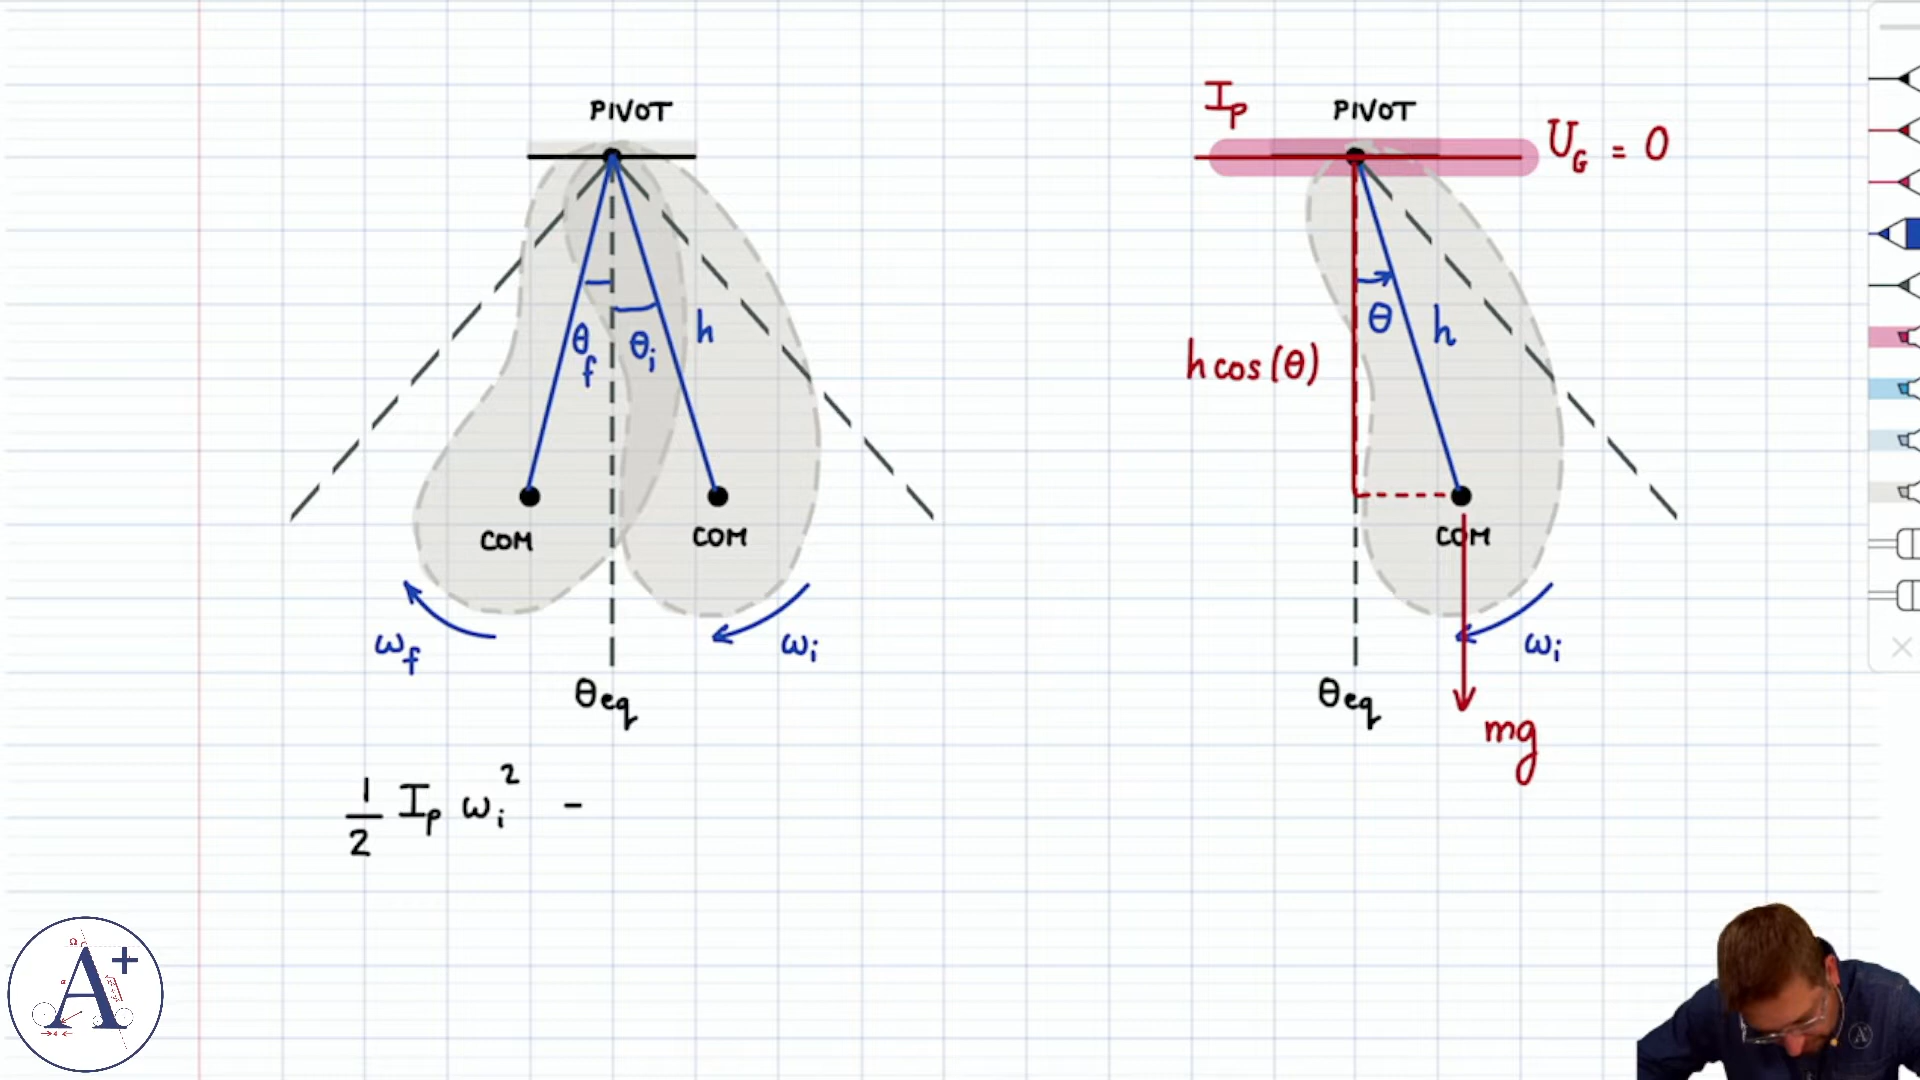 PIVOT
θf θi h
COM COM
ωf ωi
θeq
½ Ip ωi² −
Ip PIVOT UG = 0
h cos(θ) θ h
COM
ωi
θeq
mg
A+